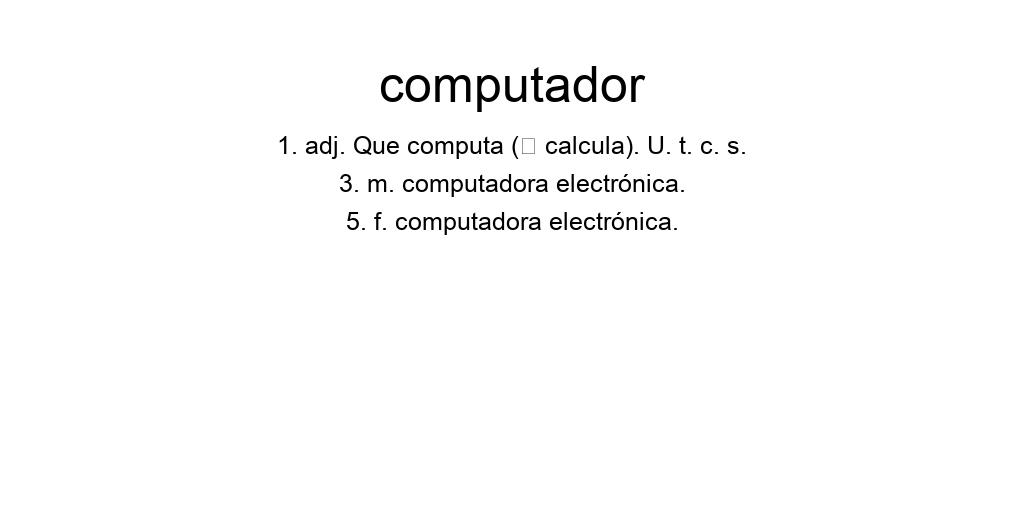 computador
1. adj. Que computa (□ calcula). U. t. c. s.
3. m. computadora electrónica.
5. f. computadora electrónica.